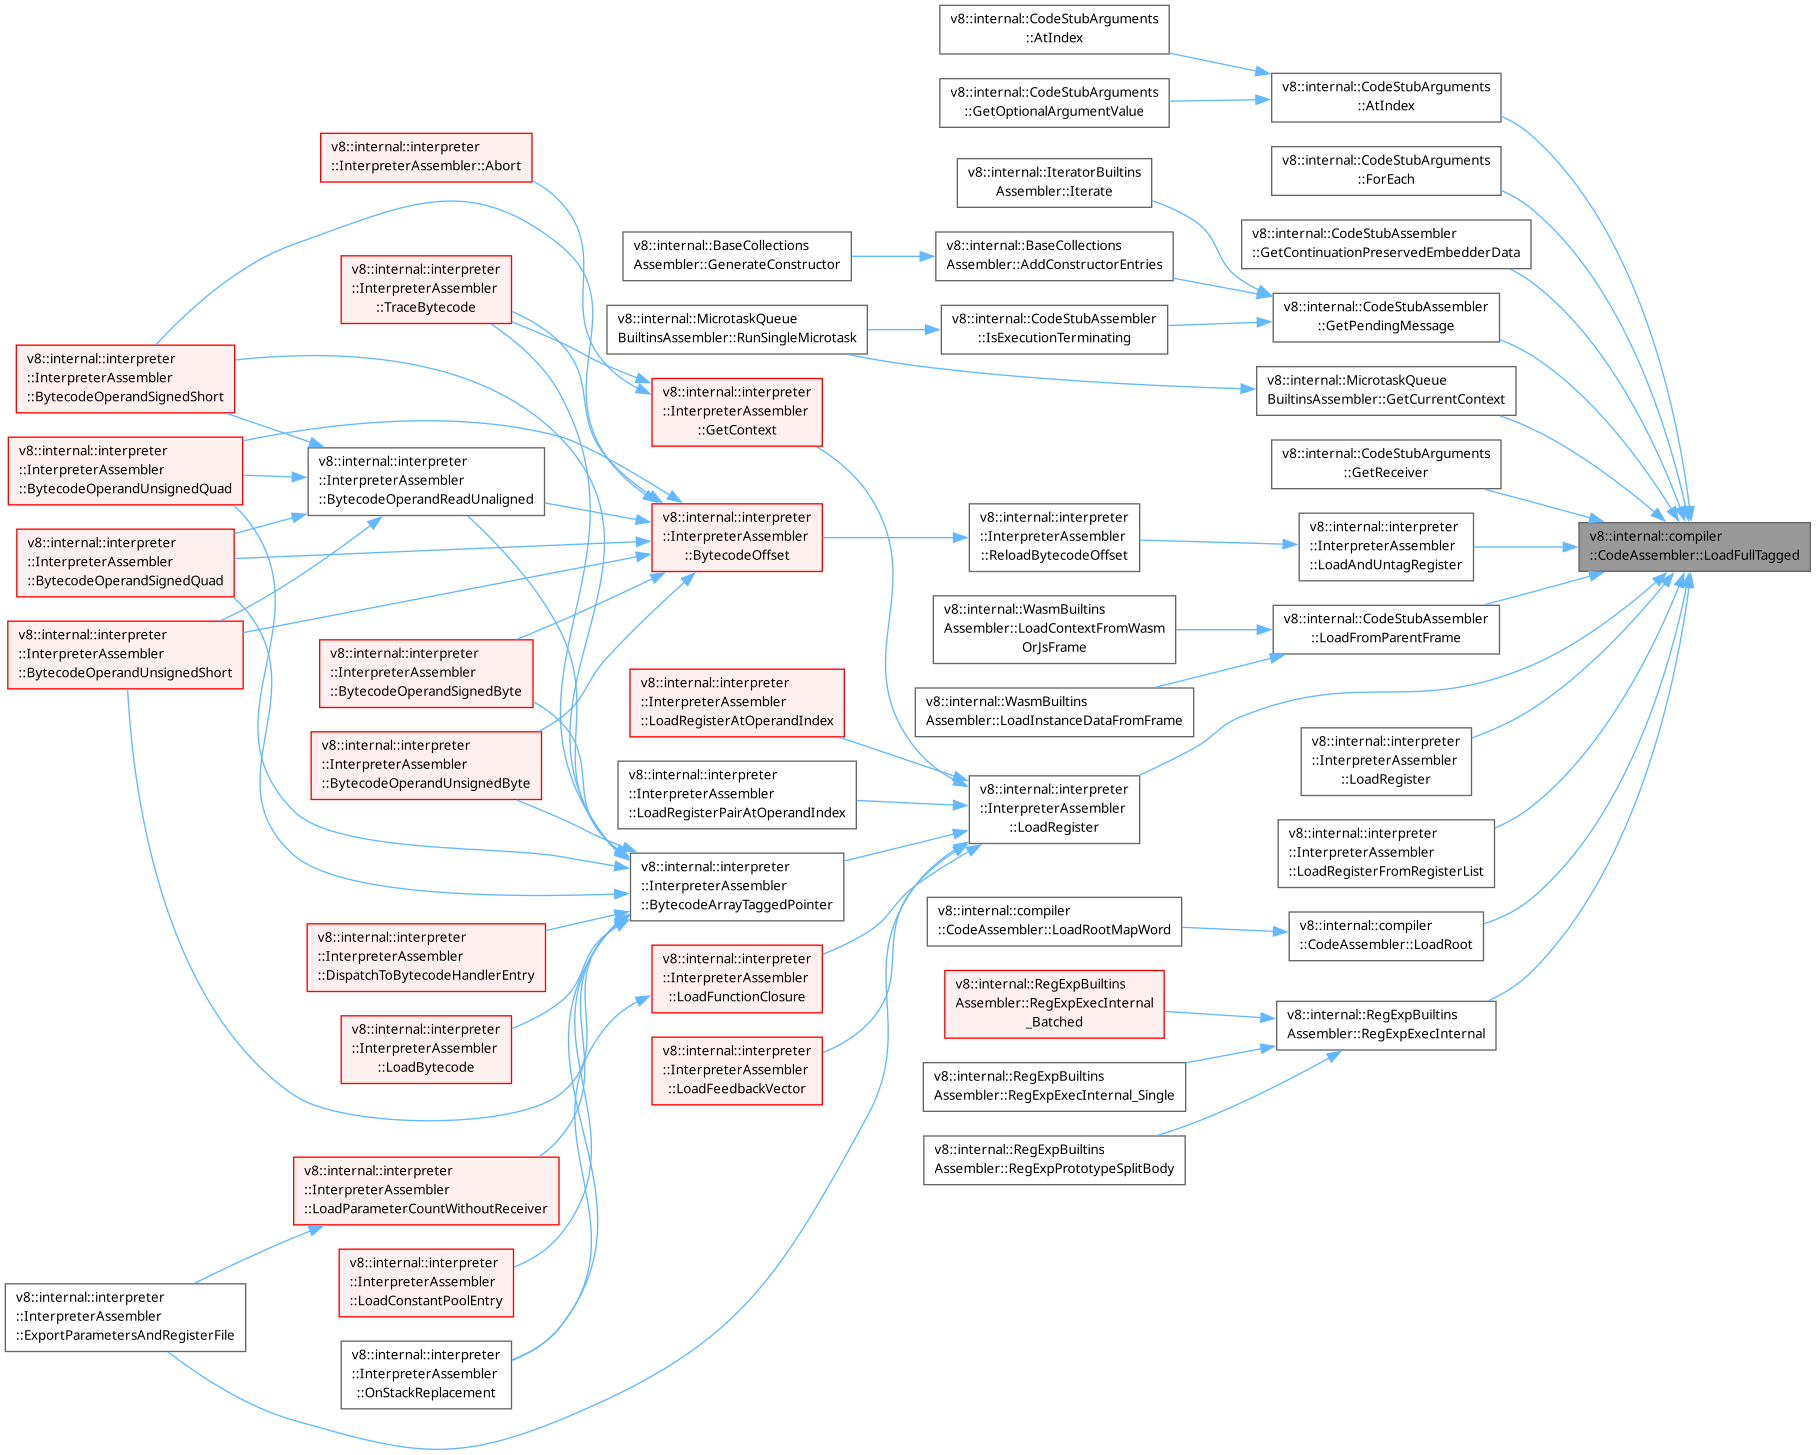 v8::internal::CodeStubArguments
::AtIndex
v8::internal::CodeStubArguments
::AtIndex
v8::internal::CodeStubArguments
::GetOptionalArgumentValue
v8::internal::interpreter
::InterpreterAssembler::Abort
v8::internal::CodeStubArguments
::ForEach
v8::internal::IteratorBuiltins
Assembler::Iterate
v8::internal::CodeStubAssembler
::GetContinuationPreservedEmbedderData
v8::internal::BaseCollections
Assembler::GenerateConstructor
v8::internal::BaseCollections
Assembler::AddConstructorEntries
v8::internal::interpreter
::InterpreterAssembler
::TraceBytecode
v8::internal::CodeStubAssembler
::GetPendingMessage
v8::internal::MicrotaskQueue
BuiltinsAssembler::RunSingleMicrotask
v8::internal::CodeStubAssembler
::IsExecutionTerminating
v8::internal::interpreter
::InterpreterAssembler
::BytecodeOperandSignedShort
v8::internal::MicrotaskQueue
BuiltinsAssembler::GetCurrentContext
v8::internal::interpreter
::InterpreterAssembler
::GetContext
v8::internal::interpreter
::InterpreterAssembler
::BytecodeOperandUnsignedQuad
v8::internal::interpreter
::InterpreterAssembler
::BytecodeOperandReadUnaligned
v8::internal::CodeStubArguments
::GetReceiver
v8::internal::interpreter
::InterpreterAssembler
::BytecodeOffset
v8::internal::interpreter
::InterpreterAssembler
::ReloadBytecodeOffset
v8::internal::interpreter
::InterpreterAssembler
::LoadAndUntagRegister
v8::internal::compiler
::CodeAssembler::LoadFullTagged
v8::internal::interpreter
::InterpreterAssembler
::BytecodeOperandSignedQuad
v8::internal::WasmBuiltins
Assembler::LoadContextFromWasm
OrJsFrame
v8::internal::CodeStubAssembler
::LoadFromParentFrame
v8::internal::interpreter
::InterpreterAssembler
::BytecodeOperandUnsignedShort
v8::internal::interpreter
::InterpreterAssembler
::BytecodeOperandSignedByte
v8::internal::interpreter
::InterpreterAssembler
::LoadRegisterAtOperandIndex
v8::internal::WasmBuiltins
Assembler::LoadInstanceDataFromFrame
v8::internal::interpreter
::InterpreterAssembler
::BytecodeOperandUnsignedByte
v8::internal::interpreter
::InterpreterAssembler
::LoadRegister
v8::internal::interpreter
::InterpreterAssembler
::LoadRegisterPairAtOperandIndex
v8::internal::interpreter
::InterpreterAssembler
::LoadRegister
v8::internal::interpreter
::InterpreterAssembler
::LoadRegisterFromRegisterList
v8::internal::interpreter
::InterpreterAssembler
::BytecodeArrayTaggedPointer
v8::internal::compiler
::CodeAssembler::LoadRootMapWord
v8::internal::compiler
::CodeAssembler::LoadRoot
v8::internal::interpreter
::InterpreterAssembler
::DispatchToBytecodeHandlerEntry
v8::internal::interpreter
::InterpreterAssembler
::LoadFunctionClosure
v8::internal::RegExpBuiltins
Assembler::RegExpExecInternal
_Batched
v8::internal::RegExpBuiltins
Assembler::RegExpExecInternal
v8::internal::interpreter
::InterpreterAssembler
::LoadBytecode
v8::internal::interpreter
::InterpreterAssembler
::LoadFeedbackVector
v8::internal::RegExpBuiltins
Assembler::RegExpExecInternal_Single
v8::internal::RegExpBuiltins
Assembler::RegExpPrototypeSplitBody
v8::internal::interpreter
::InterpreterAssembler
::LoadParameterCountWithoutReceiver
v8::internal::interpreter
::InterpreterAssembler
::LoadConstantPoolEntry
v8::internal::interpreter
::InterpreterAssembler
::ExportParametersAndRegisterFile
v8::internal::interpreter
::InterpreterAssembler
::OnStackReplacement